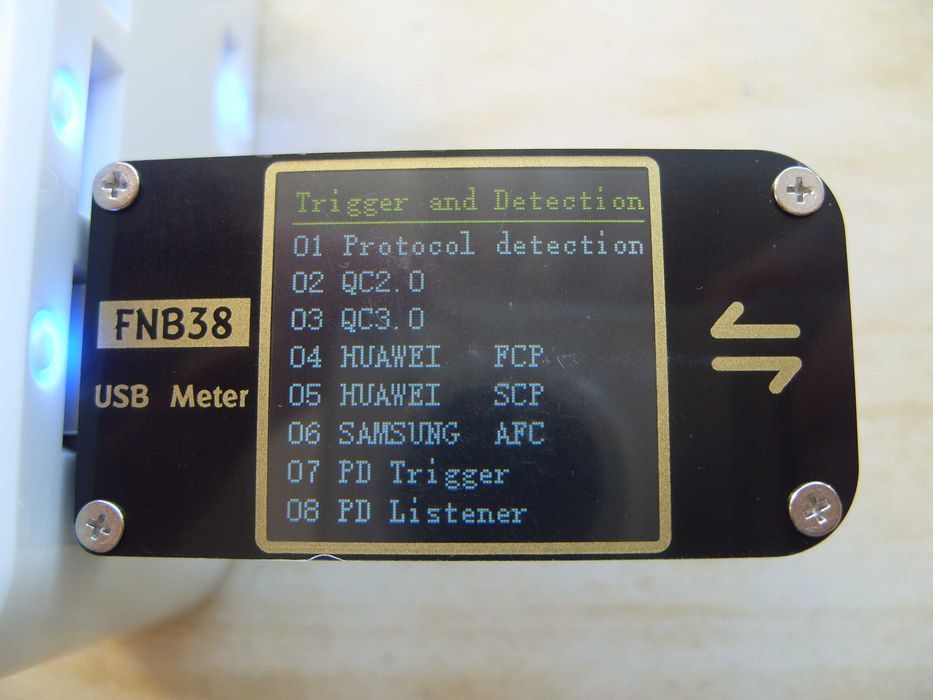 FNB38
USB Meter
Trigger and Detection
01 Protocol detection
02 QC2.0
03 QC3.0
04 HUAWEI FCP
05 HUAWEI SCP
06 SAMSUNG AFC
07 PD Trigger
08 PD Listener